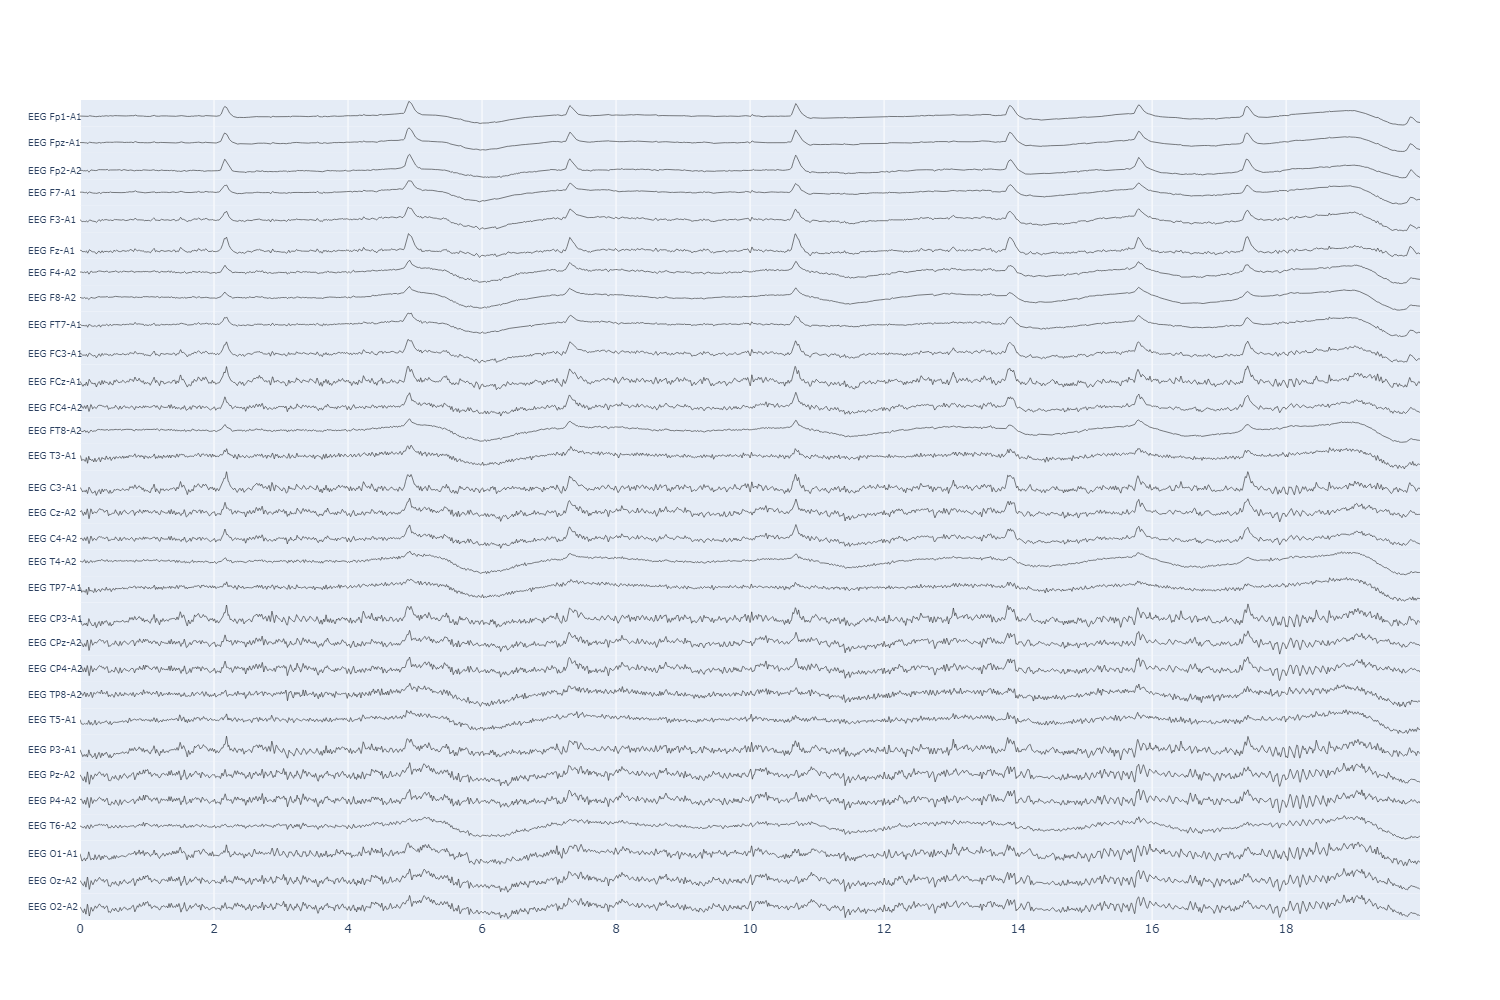 EEG Fp1-A1
EEG Fpz-A1
EEG Fp2-A2
EEG F7-A1
EEG F3-A1
EEG Fz-A1
EEG F4-A2
EEG F8-A2
EEG FT7-A1
EEG FC3-A1
EEG FCz-A1
EEG FC4-A2
EEG FT8-A2
EEG T3-A1
EEG C3-A1
EEG Cz-A2
EEG C4-A2
EEG T4-A2
EEG TP7-A1
EEG CP3-A1
EEG CPz-A2
EEG CP4-A2
EEG TP8-A2
EEG T5-A1
EEG P3-A1
EEG Pz-A2
EEG P4-A2
EEG T6-A2
EEG O1-A1
EEG Oz-A2
EEG O2-A2
0 2 4 6 8 10 12 14 16 18